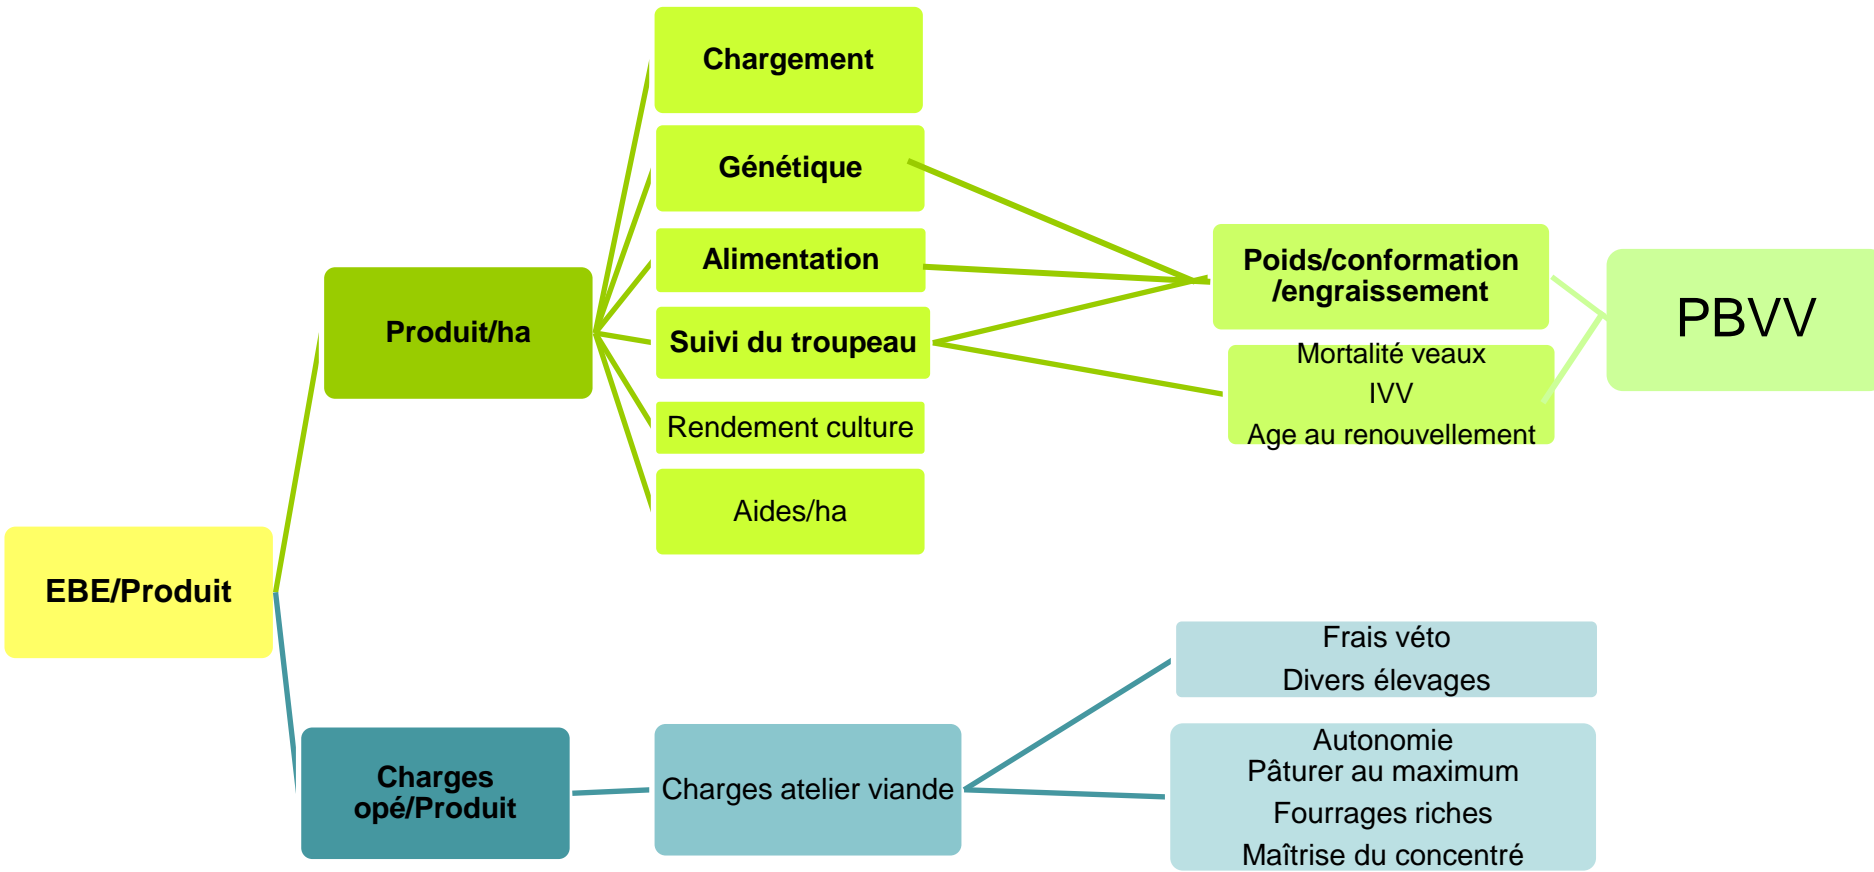 Chargement
Génétique
Alimentation
Suivi du troupeau
Rendement culture
Aides/ha
Produit/ha
Poids/conformation
/engraissement
Mortalité veaux
IVV
Age au renouvellement
PBVV
EBE/Produit
Charges
opé/Produit
Charges atelier viande
Frais véto
Divers élevages
Autonomie
Pâturer au maximum
Fourrages riches
Maîtrise du concentré